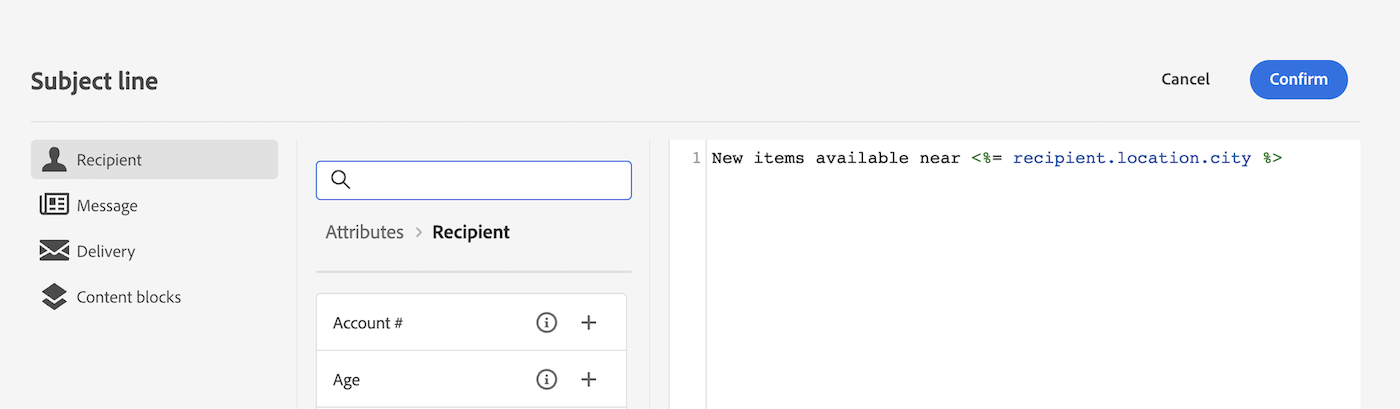 Subject line
Cancel
Confirm
Recipient
Message
Delivery
Content blocks
Attributes > Recipient
Account #
Age
1 New items available near <%= recipient.location.city %>